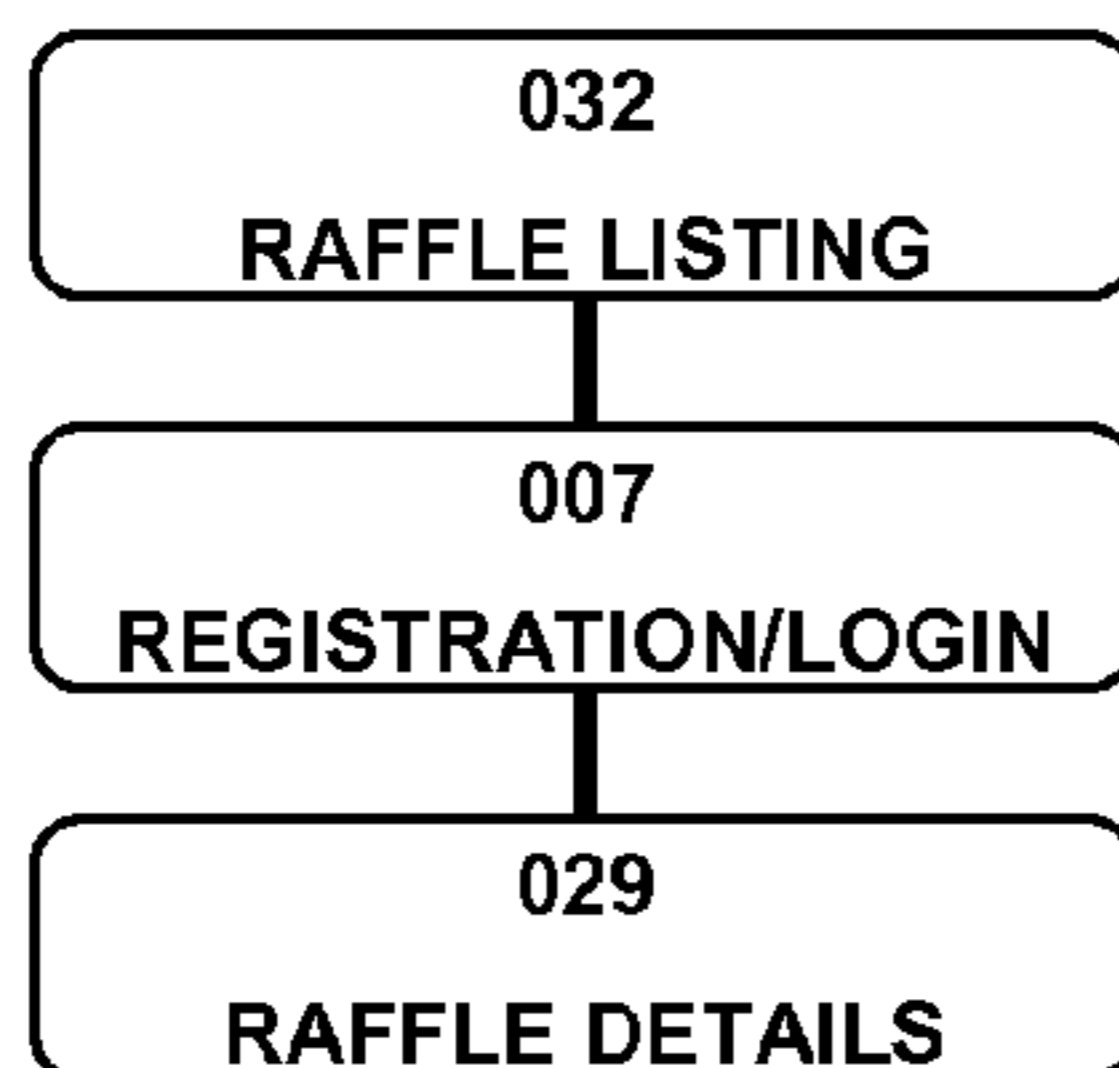 032
RAFFLE LISTING
007
REGISTRATION/LOGIN
029
RAFFLE DETAILS